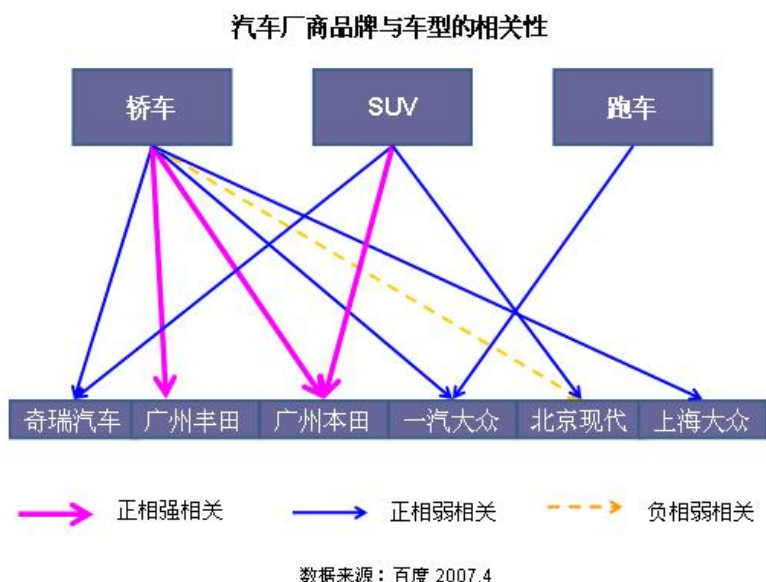 汽车厂商品牌与车型的相关性
轿车 SUV 跑车
奇瑞汽车 广州丰田 广州本田 一汽大众 北京现代 上海大众
正相强相关 正相弱相关 负相弱相关
数据来源：百度 2007.4